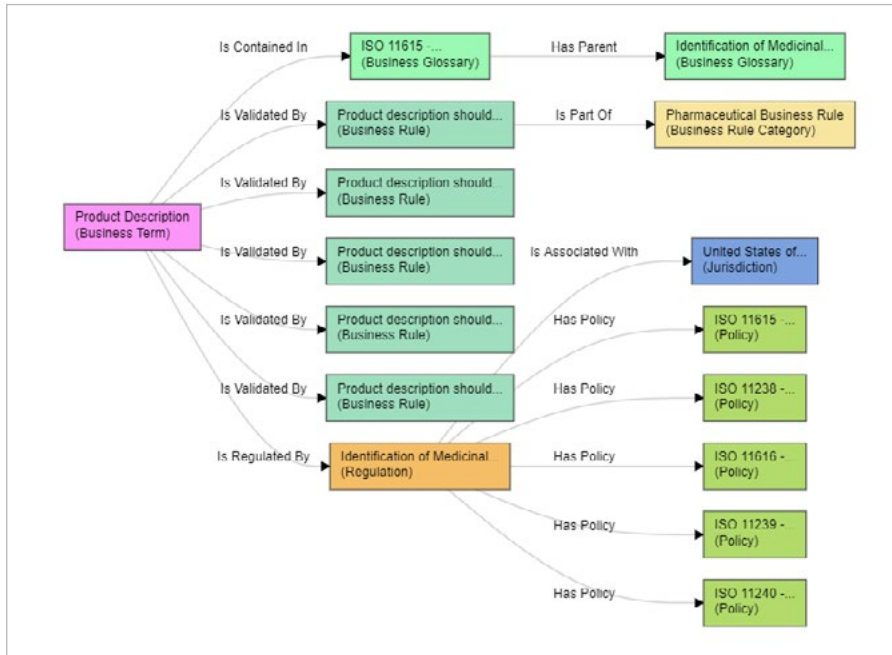 Is Contained In
ISO 11615 -...
(Business Glossary)
Has Parent
Identification of Medicinal...
(Business Glossary)
Is Validated By
Product description should...
(Business Rule)
Is Part Of
Pharmaceutical Business Rule
(Business Rule Category)
Is Validated By
Product description should...
(Business Rule)
Product Description
(Business Term)
Is Validated By
Product description should...
(Business Rule)
Is Associated With
United States of...
(Jurisdiction)
Is Validated By
Product description should...
(Business Rule)
Has Policy
ISO 11615 -...
(Policy)
Is Validated By
Product description should...
(Business Rule)
Has Policy
ISO 11238 -...
(Policy)
Is Regulated By
Identification of Medicinal...
(Regulation)
Has Policy
ISO 11616 -...
(Policy)
Has Policy
ISO 11239 -...
(Policy)
Has Policy
ISO 11240 -...
(Policy)